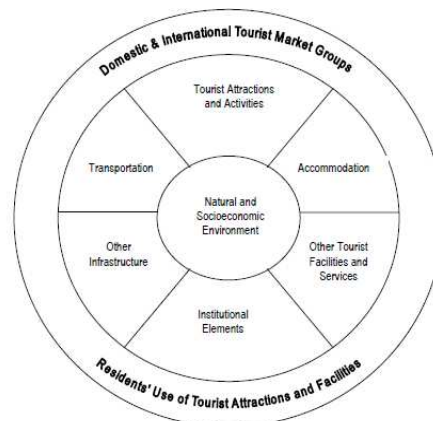 Domestic & International Tourist Market Groups
Tourist Attractions
and Activities
Transportation
Accommodation
Natural and
Socioeconomic
Environment
Other
Infrastructure
Other Tourist
Facilities and
Services
Institutional
Elements
Residents' Use of Tourist Attractions and Facilities